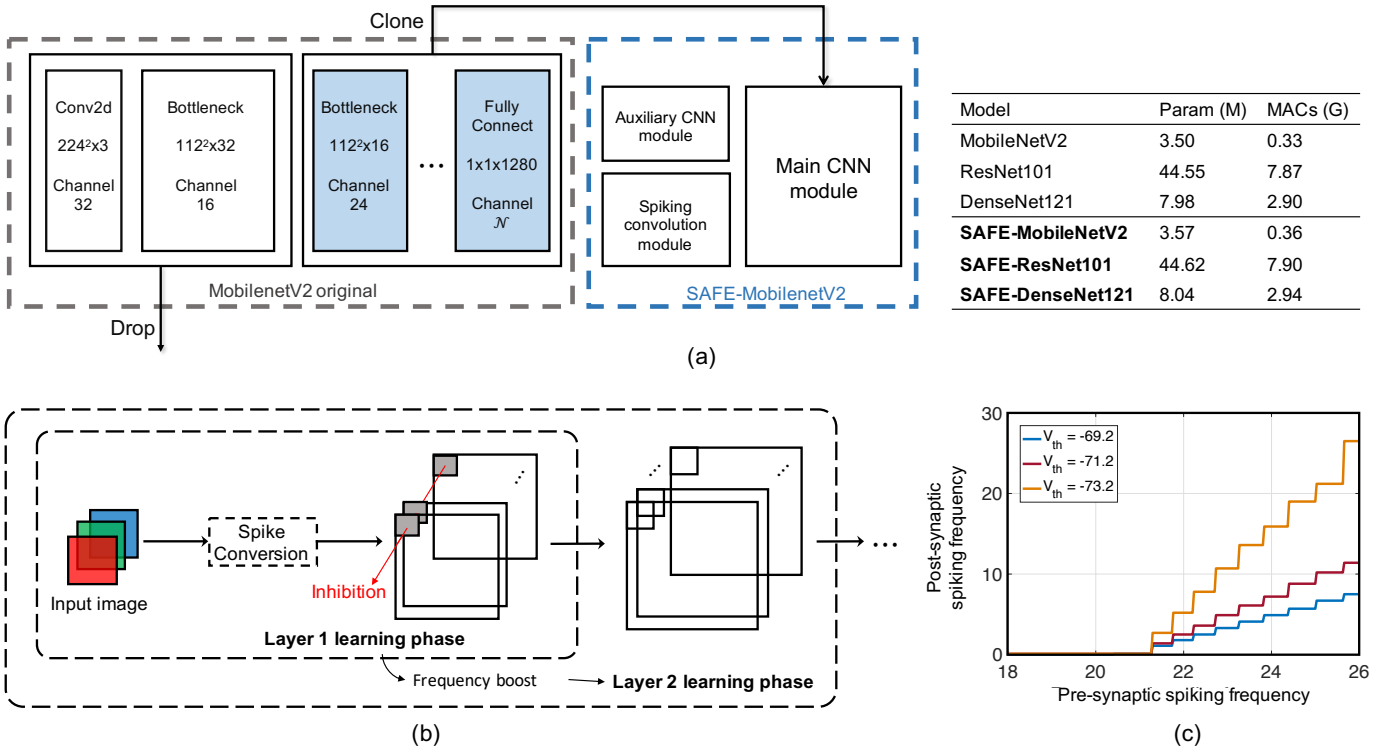 Clone
Conv2d
224²x3
Channel
32
Bottleneck
112²x32
Channel
16
Bottleneck
112²x16
Channel
24
...
Fully
Connect
1x1x1280
Channel
𝒩
MobilenetV2 original
Drop
Auxiliary CNN
module
Spiking
convolution
module
Main CNN
module
SAFE-MobilenetV2
Model Param (M) MACs (G)
MobileNetV2 3.50 0.33
ResNet101 44.55 7.87
DenseNet121 7.98 2.90
SAFE-MobileNetV2 3.57 0.36
SAFE-ResNet101 44.62 7.90
SAFE-DenseNet121 8.04 2.94
(a)
Input image
Spike
Conversion
Inhibition
...
Layer 1 learning phase
Frequency boost
... ...
Layer 2 learning phase
...
(b)
Post-synaptic
spiking frequency
30
20
10
0
V_th = -69.2
V_th = -71.2
V_th = -73.2
18 20 22 24 26
Pre-synaptic spiking frequency
(c)